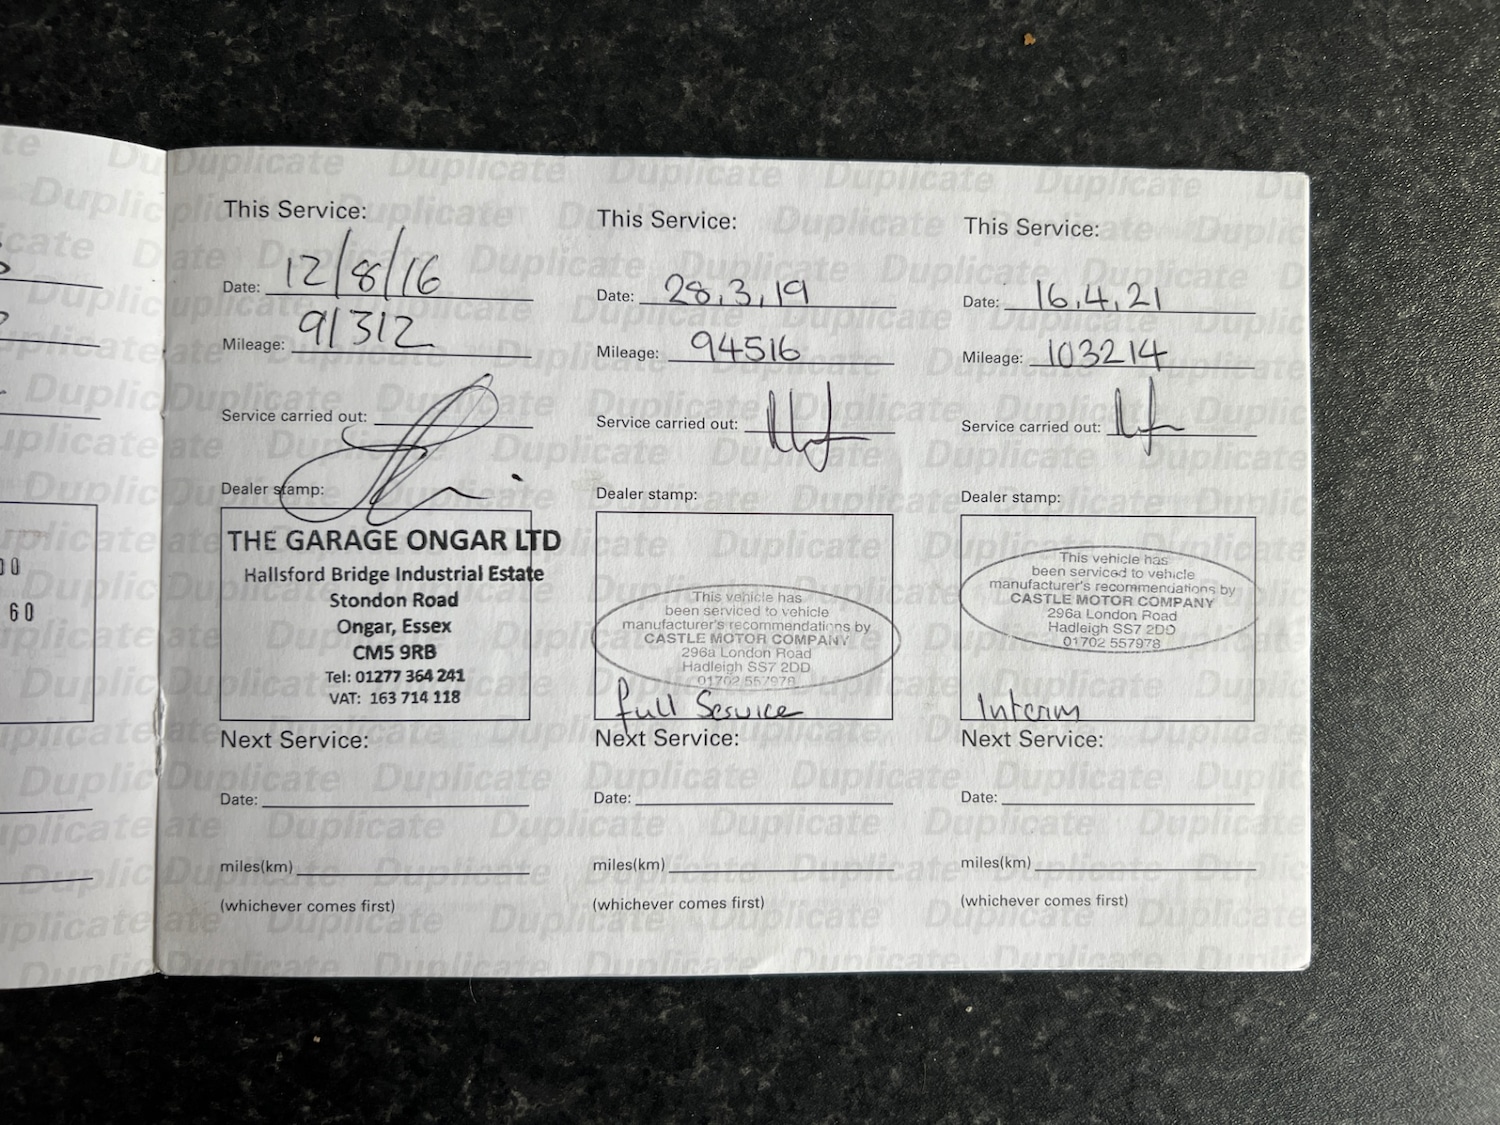 00
60
This Service:
Date: 12/8/16
Mileage: 91312
Service carried out:
Dealer stamp:
THE GARAGE ONGAR LTD
Hallsford Bridge Industrial Estate
Stondon Road
Ongar, Essex
CM5 9RB
Tel: 01277 364 241
VAT: 163 714 118
Next Service:
Date:
miles(km)
(whichever comes first)
This Service:
Date: 28.3.19
Mileage: 94516
Service carried out:
Dealer stamp:
This vehicle has
been serviced to vehicle
manufacturer's recommendations by
CASTLE MOTOR COMPANY
296a London Road
Hadleigh SS7 2DD
01702 557978
full Service
Next Service:
Date:
miles(km)
(whichever comes first)
This Service:
Date: 16.4.21
Mileage: 103214
Service carried out:
Dealer stamp:
This vehicle has
been serviced to vehicle
manufacturer's recommendations by
CASTLE MOTOR COMPANY
296a London Road
Hadleigh SS7 2DD
01702 557978
Interim
Next Service:
Date:
miles(km)
(whichever comes first)
Duplicate